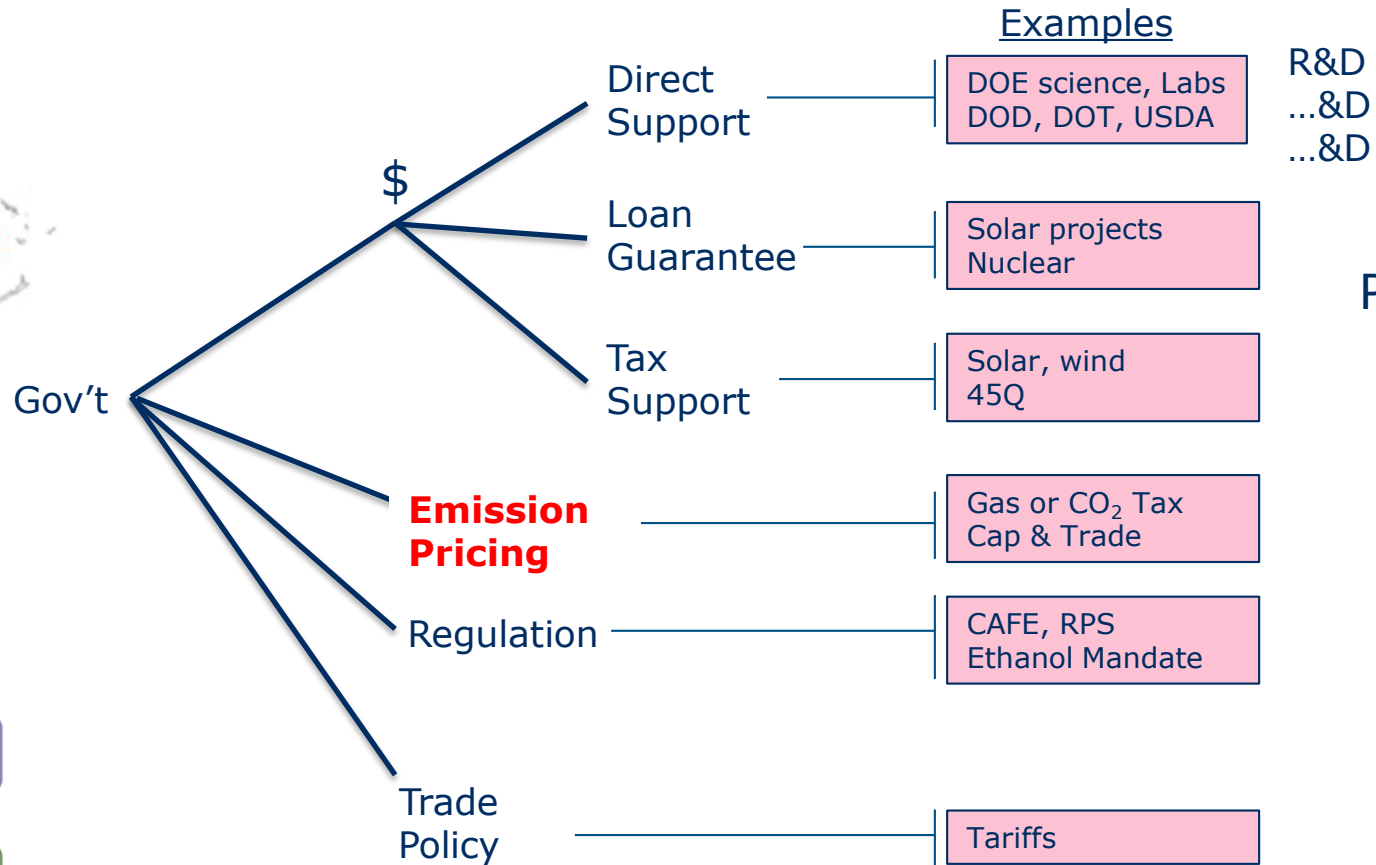 Examples
Direct
Support
DOE science, Labs
DOD, DOT, USDA
R&D
...&D
...&D
$
Loan
Guarantee
Solar projects
Nuclear
P
Tax
Support
Solar, wind
45Q
Gov't
Emission
Pricing
Gas or CO₂ Tax
Cap & Trade
Regulation
CAFE, RPS
Ethanol Mandate
Trade
Policy
Tariffs